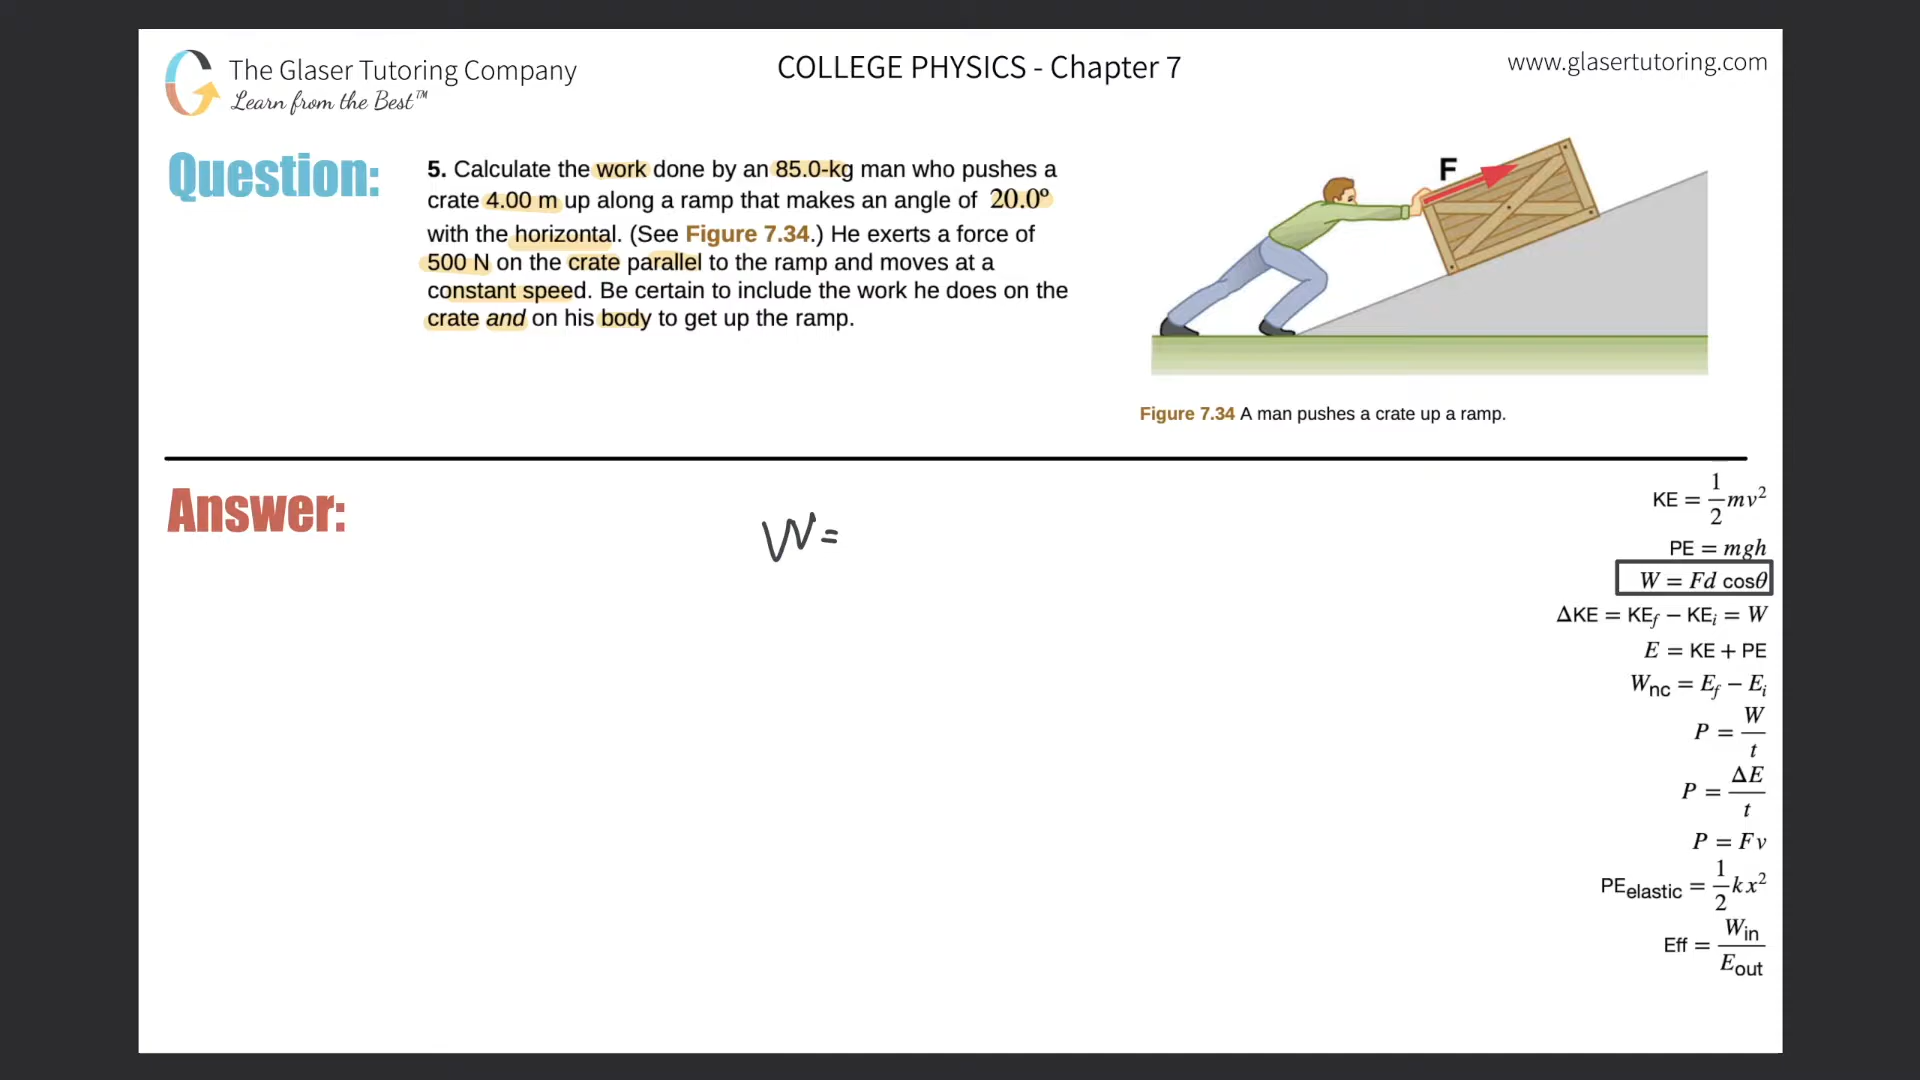 The Glaser Tutoring Company
Learn from the Best™
COLLEGE PHYSICS - Chapter 7
www.glasertutoring.com
Question:
5. Calculate the work done by an 85.0-kg man who pushes a
crate 4.00 m up along a ramp that makes an angle of 20.0º
with the horizontal. (See Figure 7.34.) He exerts a force of
500 N on the crate parallel to the ramp and moves at a
constant speed. Be certain to include the work he does on the
crate and on his body to get up the ramp.
F
Figure 7.34 A man pushes a crate up a ramp.
Answer:
W=
KE = 1/2 mv²
PE = mgh
W = Fd cosθ
ΔKE = KE_f − KE_i = W
E = KE + PE
W_nc = E_f − E_i
P = W/t
P = ΔE/t
P = Fv
PE_elastic = 1/2 kx²
Eff = W_in/E_out